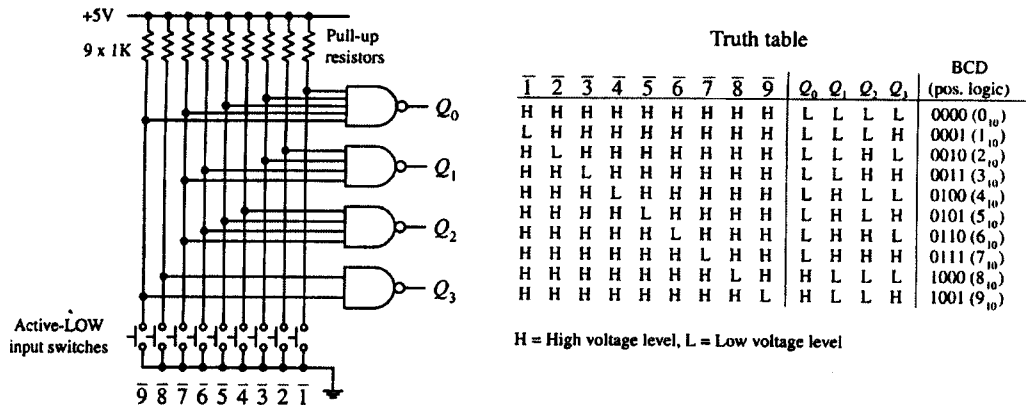 +5V
9 x 1K
Pull-up
resistors
Q₀
Q₁
Q₂
Q₃
Active-LOW
input switches
9̅ 8̅ 7̅ 6̅ 5̅ 4̅ 3̅ 2̅ 1̅
Truth table
BCD
1̅ 2̅ 3̅ 4̅ 5̅ 6̅ 7̅ 8̅ 9̅ Q₀ Q₁ Q₂ Q₃ (pos. logic)
H H H H H H H H H L L L L 0000 (0₁₀)
L H H H H H H H H L L L H 0001 (1₁₀)
H L H H H H H H H L L H L 0010 (2₁₀)
H H L H H H H H H L L H H 0011 (3₁₀)
H H H L H H H H H L H L L 0100 (4₁₀)
H H H H L H H H H L H L H 0101 (5₁₀)
H H H H H L H H H L H H L 0110 (6₁₀)
H H H H H H L H H L H H H 0111 (7₁₀)
H H H H H H H L H H L L L 1000 (8₁₀)
H H H H H H H H L H L L H 1001 (9₁₀)
H = High voltage level, L = Low voltage level